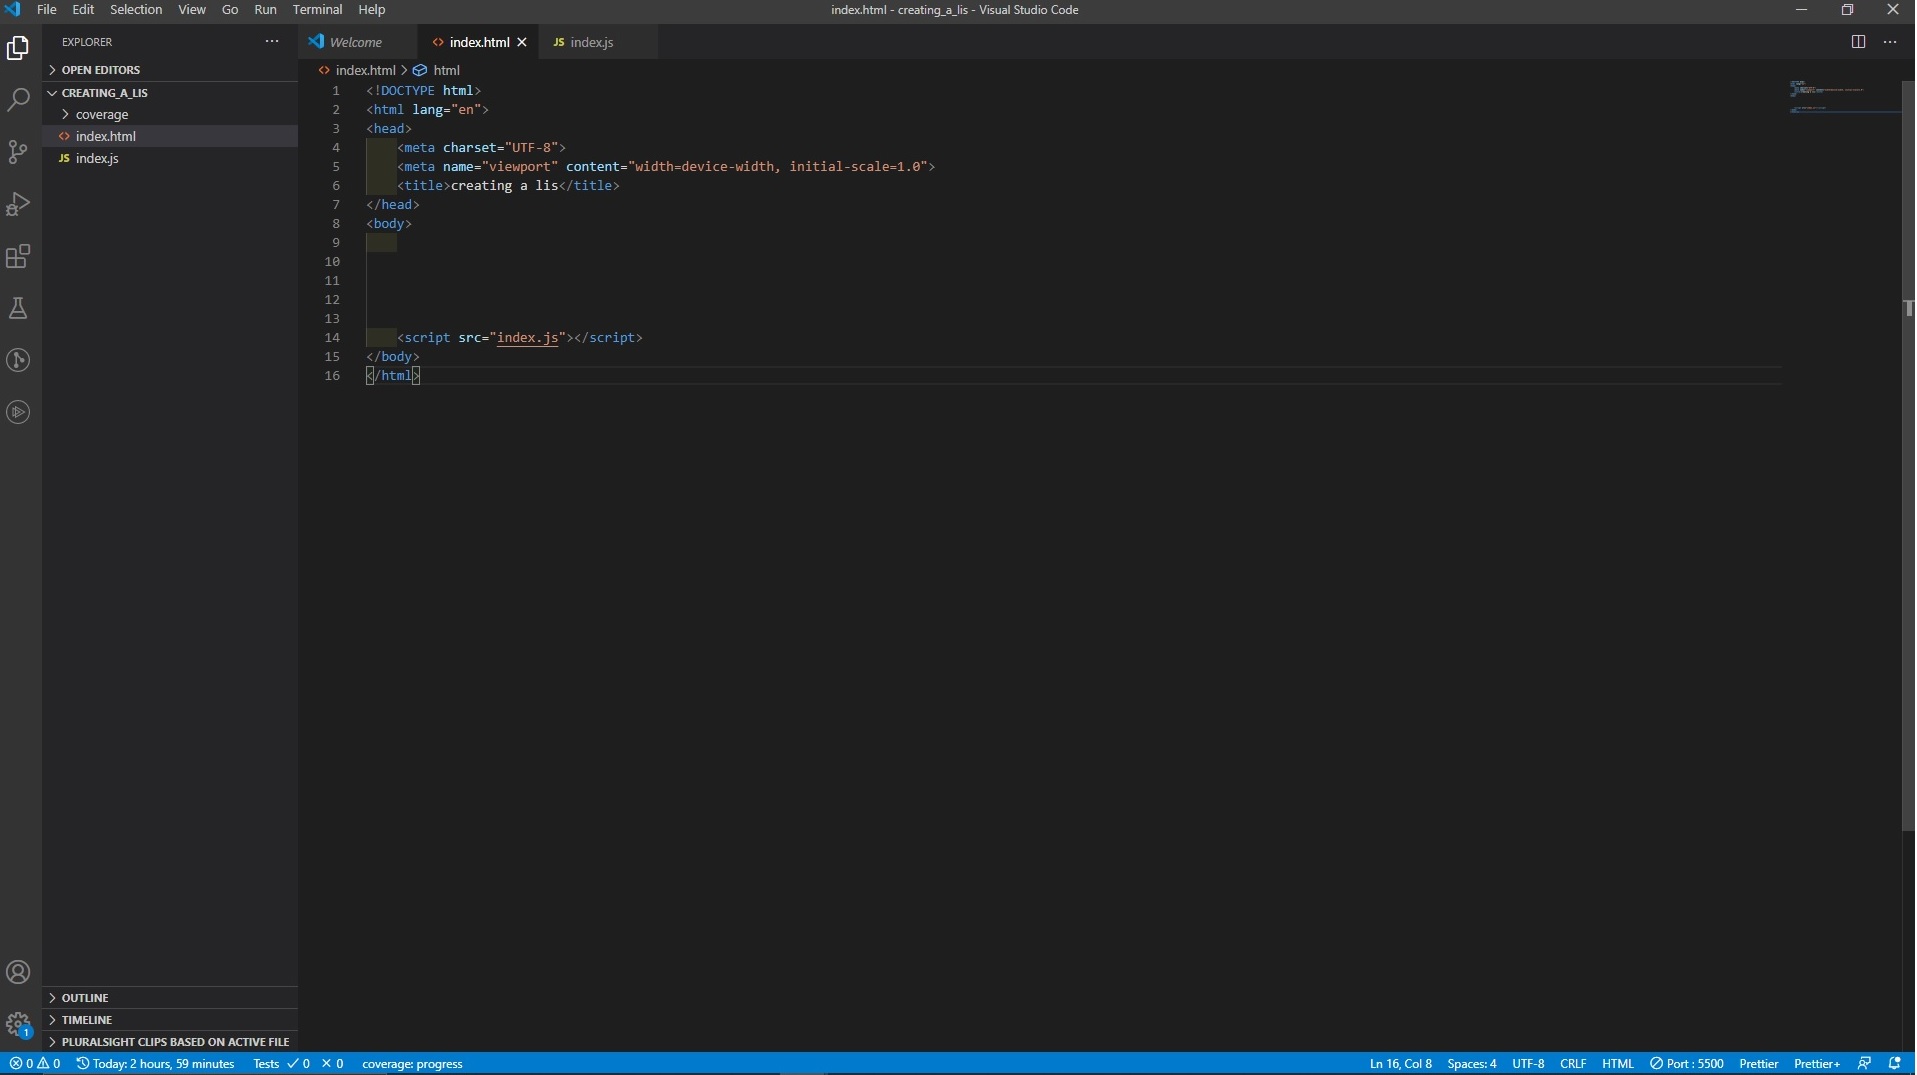 File Edit Selection View Go Run Terminal Help
index.html - creating_a_lis - Visual Studio Code
EXPLORER
OPEN EDITORS
CREATING_A_LIS
coverage
index.html
JS index.js
OUTLINE
TIMELINE
PLURALSIGHT CLIPS BASED ON ACTIVE FILE
1
Welcome
index.html
JS index.js
index.html > html
1 <!DOCTYPE html>
2 <html lang="en">
3 <head>
4 <meta charset="UTF-8">
5 <meta name="viewport" content="width=device-width, initial-scale=1.0">
6 <title>creating a lis</title>
7 </head>
8 <body>
9
10
11
12
13
14 <script src="index.js"></script>
15 </body>
16 </html>
0 0 Today: 2 hours, 59 minutes Tests ✓ 0 × 0 coverage: progress
Ln 16, Col 8 Spaces: 4 UTF-8 CRLF HTML Port : 5500 Prettier Prettier+